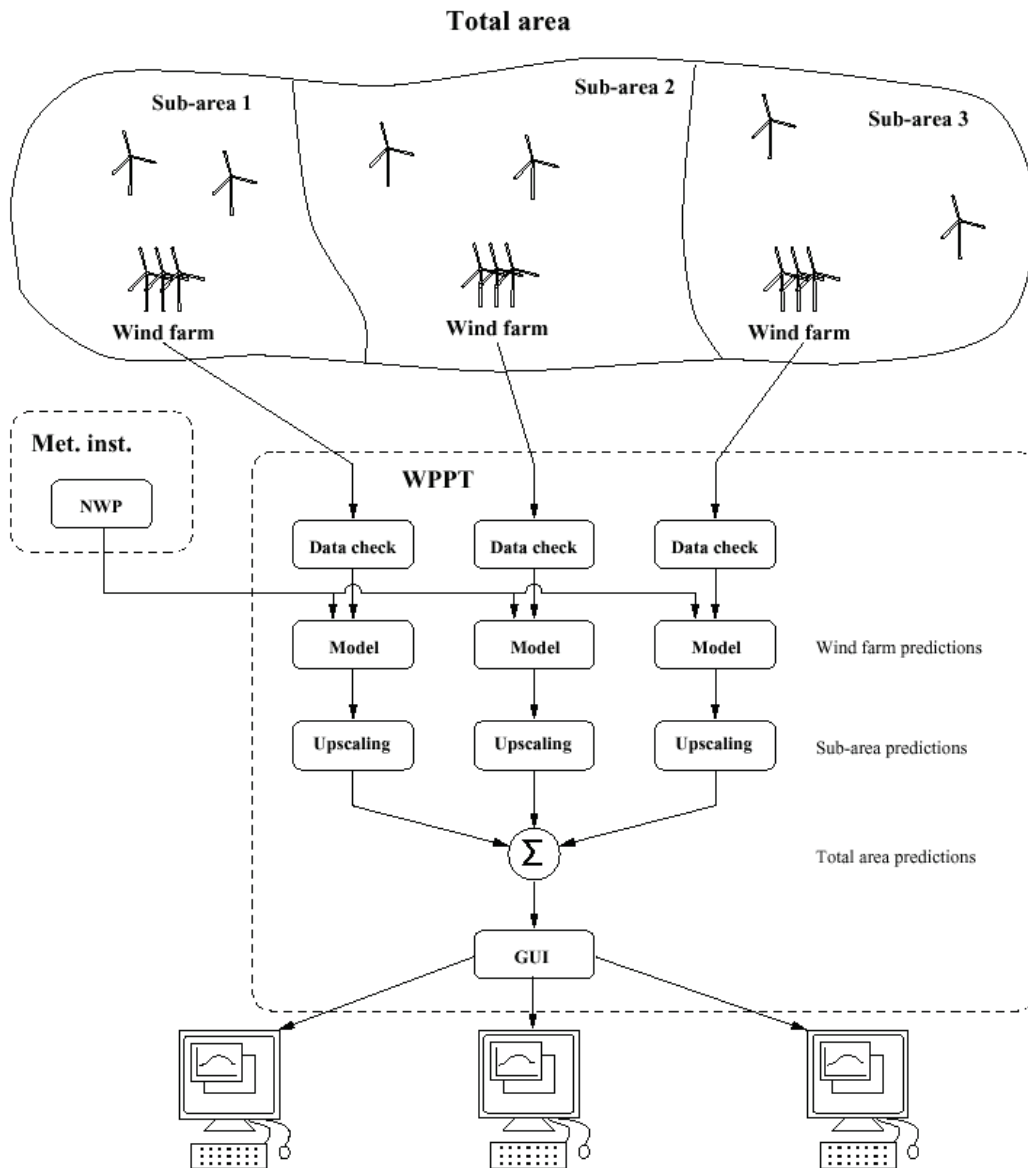 Total area
Sub-area 1
Sub-area 2
Sub-area 3
Wind farm
Wind farm
Wind farm
Met. inst.
NWP
WPPT
Data check
Data check
Data check
Model
Model
Model
Wind farm predictions
Upscaling
Upscaling
Upscaling
Sub-area predictions
Σ
Total area predictions
GUI